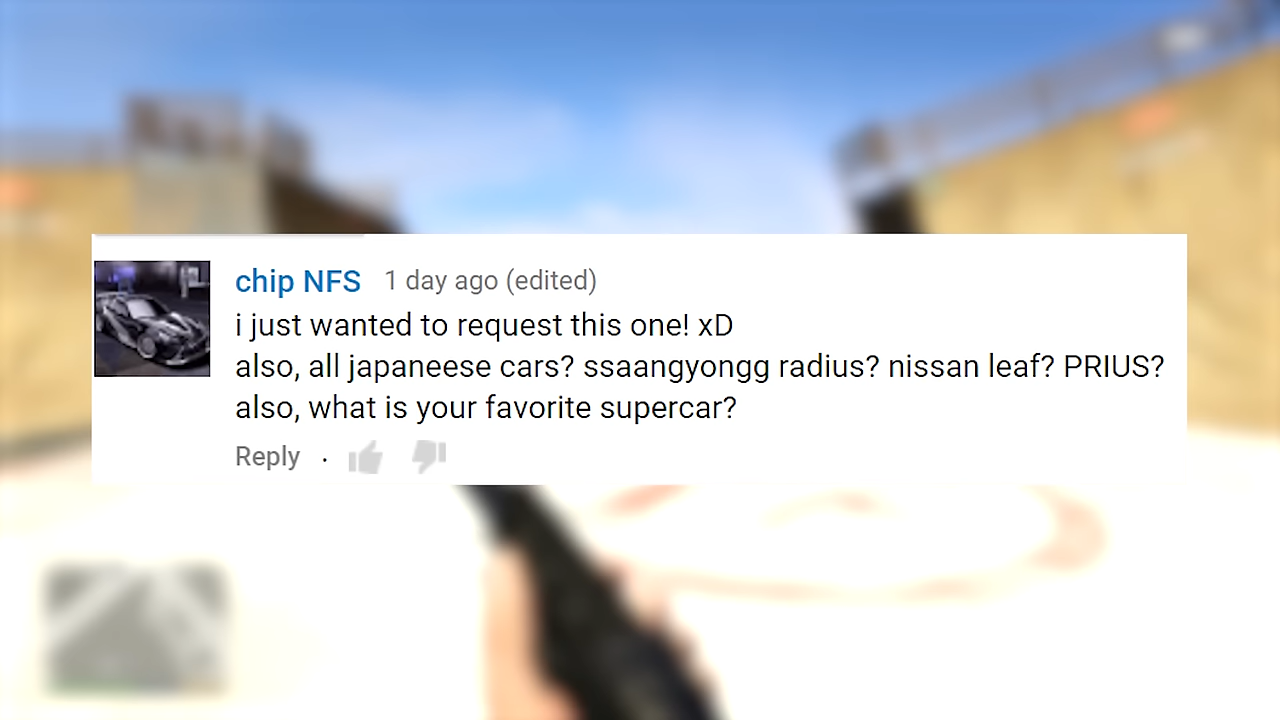 chip NFS 1 day ago (edited)
i just wanted to request this one! xD
also, all japaneese cars? ssaangyongg radius? nissan leaf? PRIUS?
also, what is your favorite supercar?
Reply ·